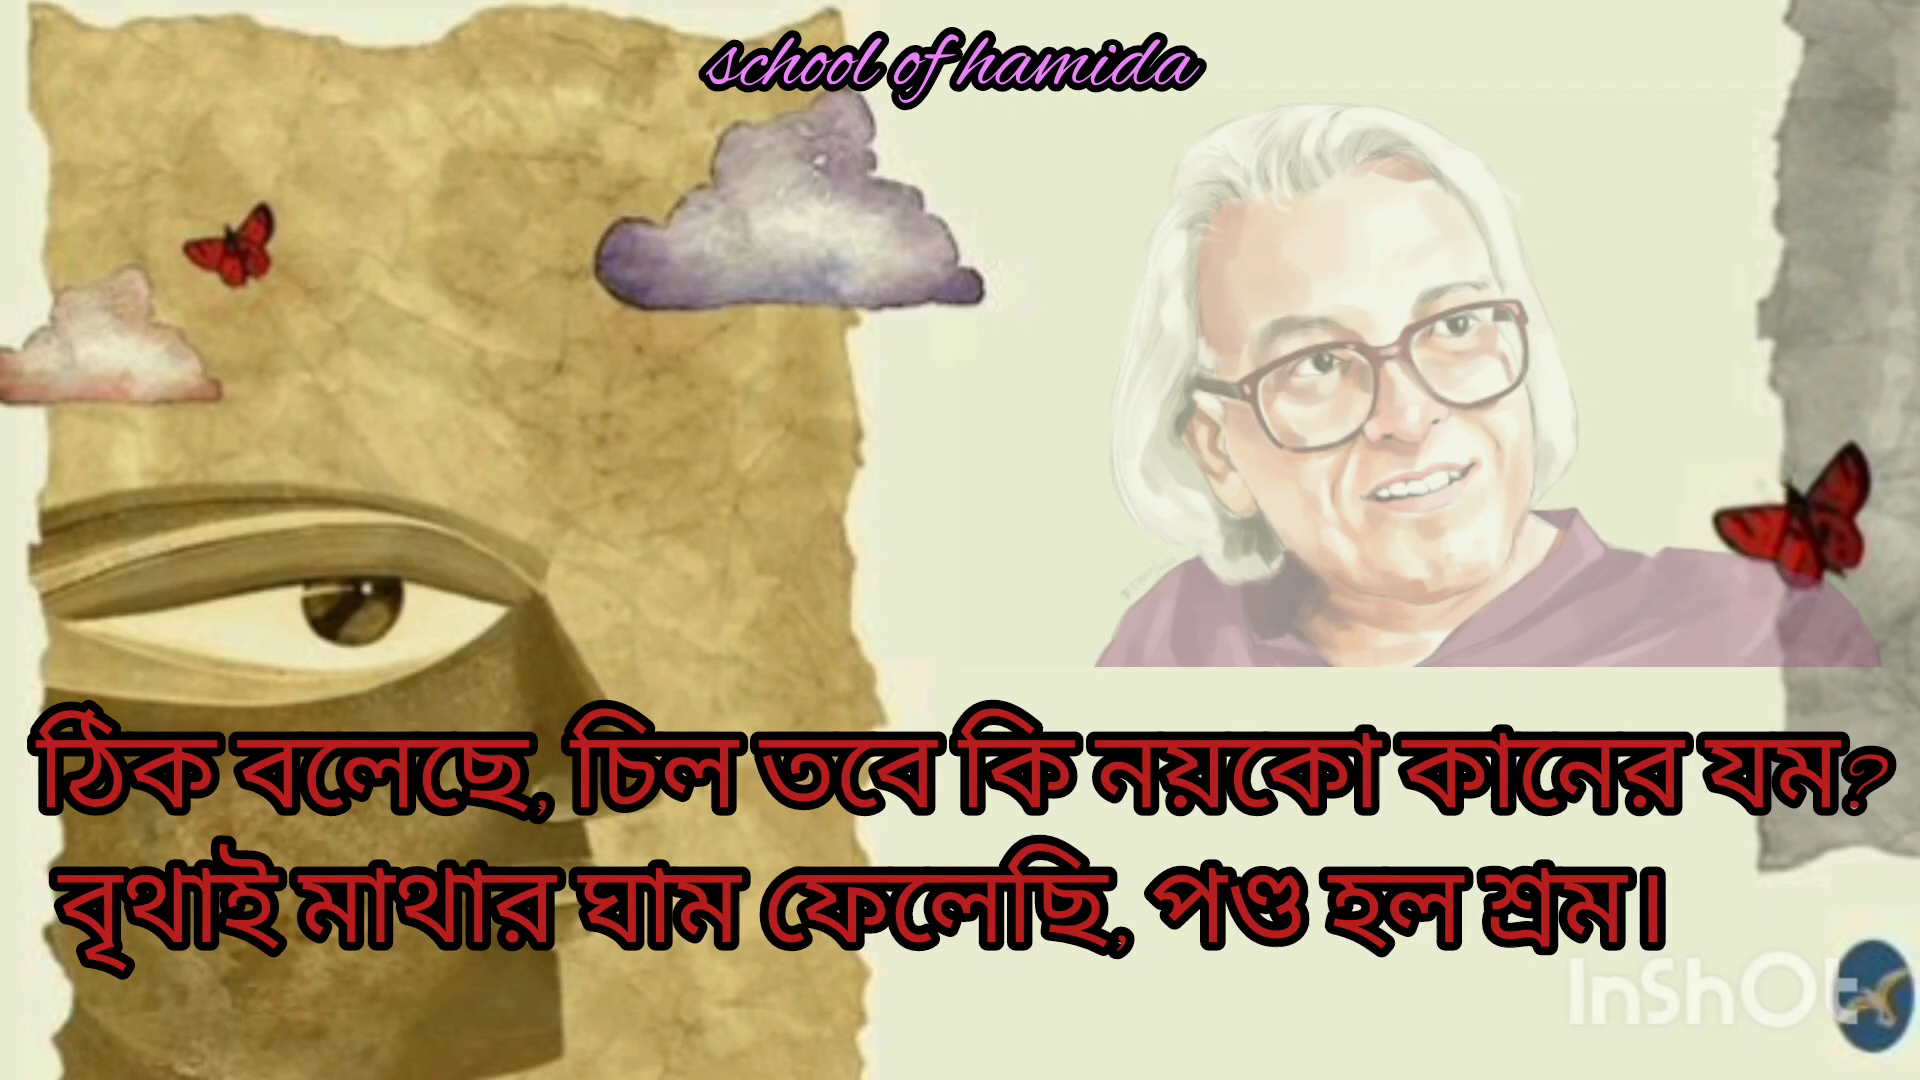 school of hamida
ঠিক বলেছে, চিল তবে কি নয়কো কানের যম?
বৃথাই মাথার ঘাম ফেলেছি, পণ্ড হল শ্রম।
InShOt